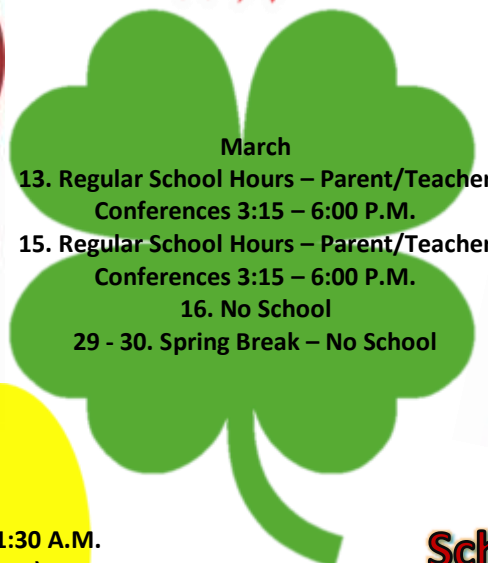 March
13. Regular School Hours – Parent/Teacher
Conferences 3:15 – 6:00 P.M.
15. Regular School Hours – Parent/Teacher
Conferences 3:15 – 6:00 P.M.
16. No School
29 - 30. Spring Break – No School
1:30 A.M.
Sch